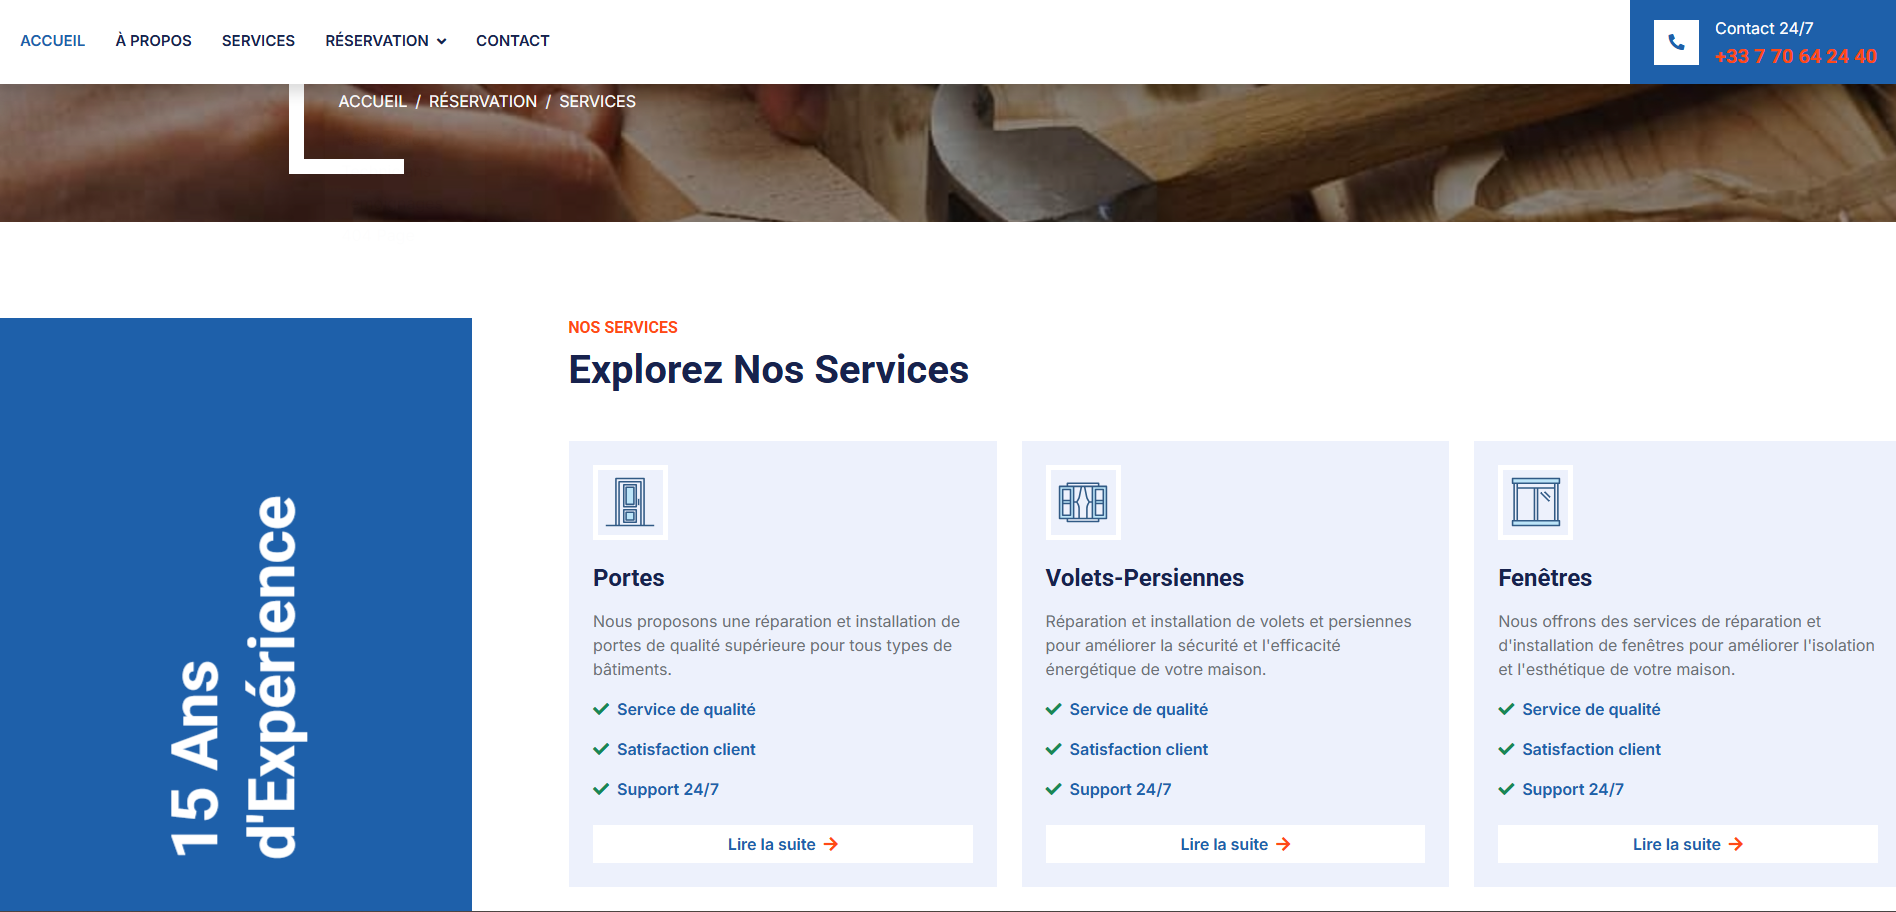 ACCUEIL À PROPOS SERVICES RÉSERVATION CONTACT
Contact 24/7
+33 7 70 64 24 40
ACCUEIL / RÉSERVATION / SERVICES
15 Ans
d'Expérience
NOS SERVICES
Explorez Nos Services
Portes
Nous proposons une réparation et installation de
portes de qualité supérieure pour tous types de
bâtiments.
Service de qualité
Satisfaction client
Support 24/7
Lire la suite
Volets-Persiennes
Réparation et installation de volets et persiennes
pour améliorer la sécurité et l'efficacité
énergétique de votre maison.
Service de qualité
Satisfaction client
Support 24/7
Lire la suite
Fenêtres
Nous offrons des services de réparation et
d'installation de fenêtres pour améliorer l'isolation
et l'esthétique de votre maison.
Service de qualité
Satisfaction client
Support 24/7
Lire la suite